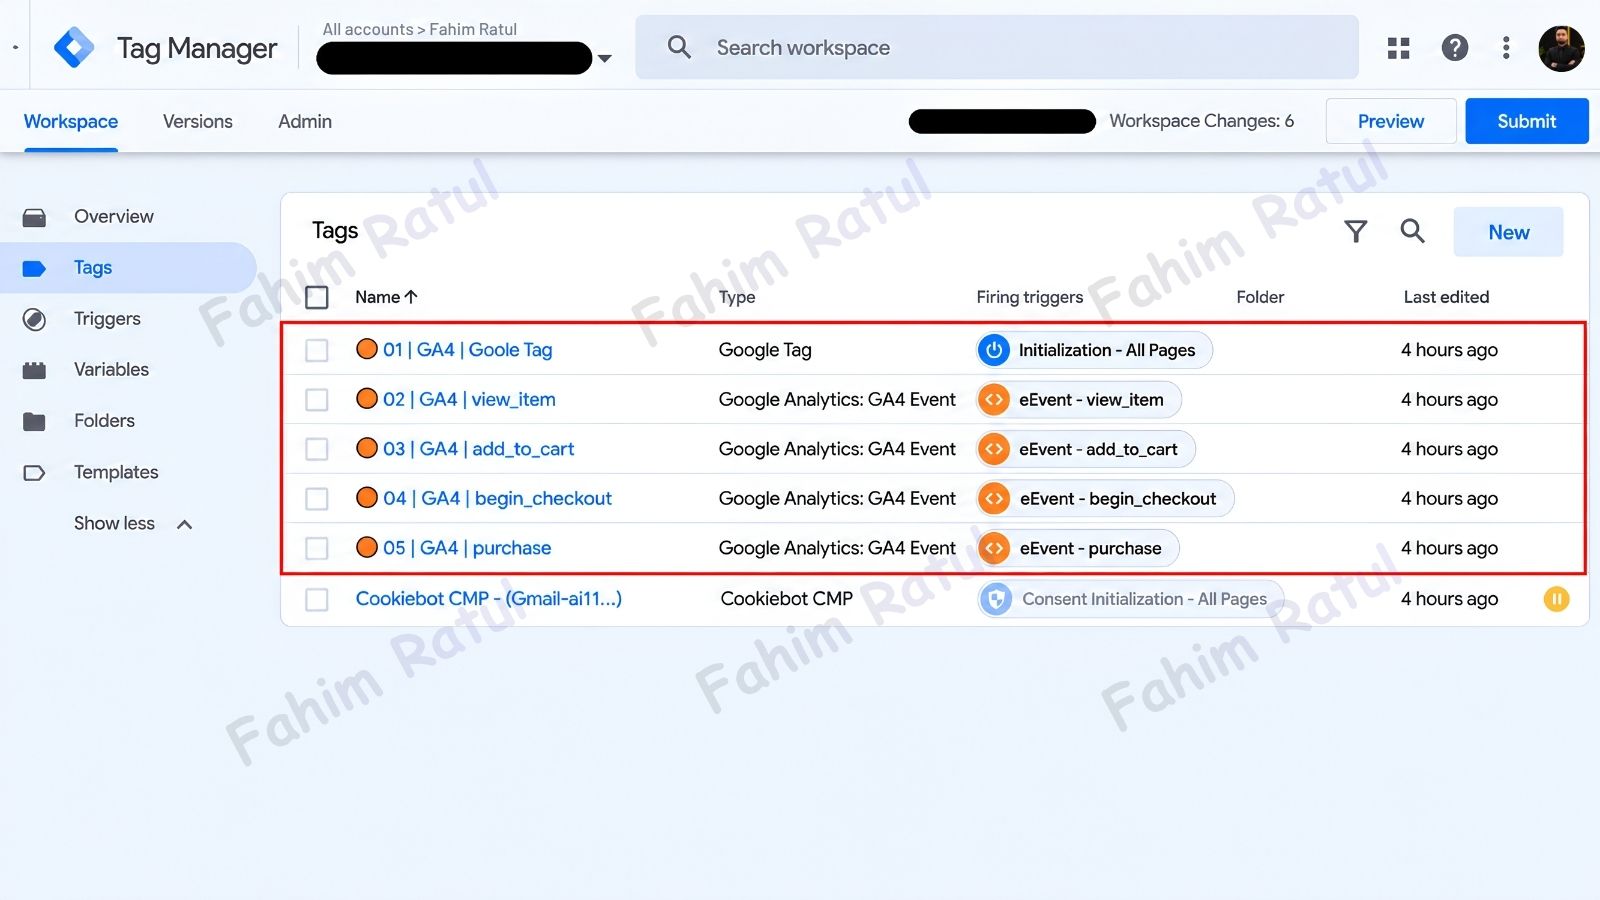 All accounts > Fahim Ratul
Tag Manager
Search workspace
Workspace Versions Admin
Workspace Changes: 6 Preview Submit
Overview
Tags
Triggers
Variables
Folders
Templates
Show less
Tags
New
Name Type Firing triggers Folder Last edited
01 | GA4 | Goole Tag Google Tag Initialization - All Pages 4 hours ago
02 | GA4 | view_item Google Analytics: GA4 Event eEvent - view_item 4 hours ago
03 | GA4 | add_to_cart Google Analytics: GA4 Event eEvent - add_to_cart 4 hours ago
04 | GA4 | begin_checkout Google Analytics: GA4 Event eEvent - begin_checkout 4 hours ago
05 | GA4 | purchase Google Analytics: GA4 Event eEvent - purchase 4 hours ago
Cookiebot CMP - (Gmail-ai11...) Cookiebot CMP Consent Initialization - All Pages 4 hours ago
Fahim Ratul
Fahim Ratul
Fahim Ratul
Fahim Ratul
Fahim Ratul
Fahim Ratul